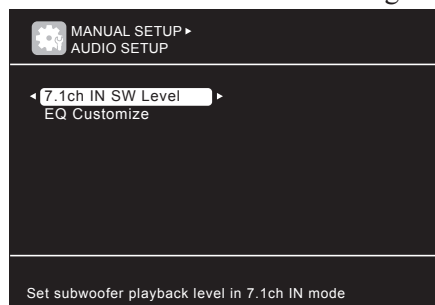 MANUAL SETUP▸
AUDIO SETUP
◂ 7.1ch IN SW Level ▸
EQ Customize
Set subwoofer playback level in 7.1ch IN mode